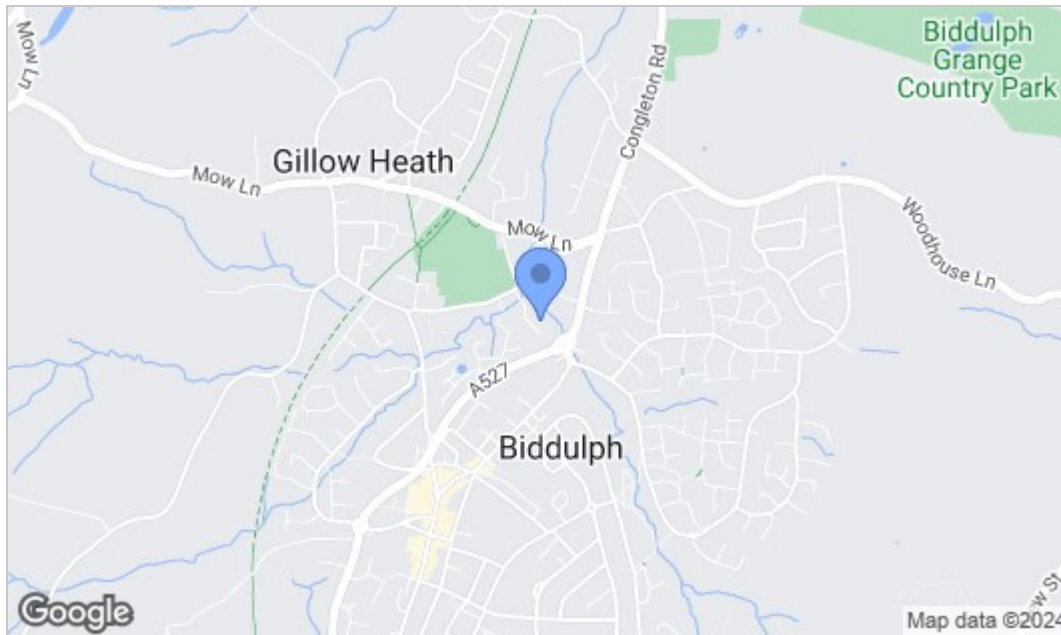 Biddulph
Grange
Country Park
Mow Ln
Congleton Rd
Gillow Heath
Mow Ln
Mow Ln
Woodhouse Ln
A527
Biddulph
Google
Map data ©202